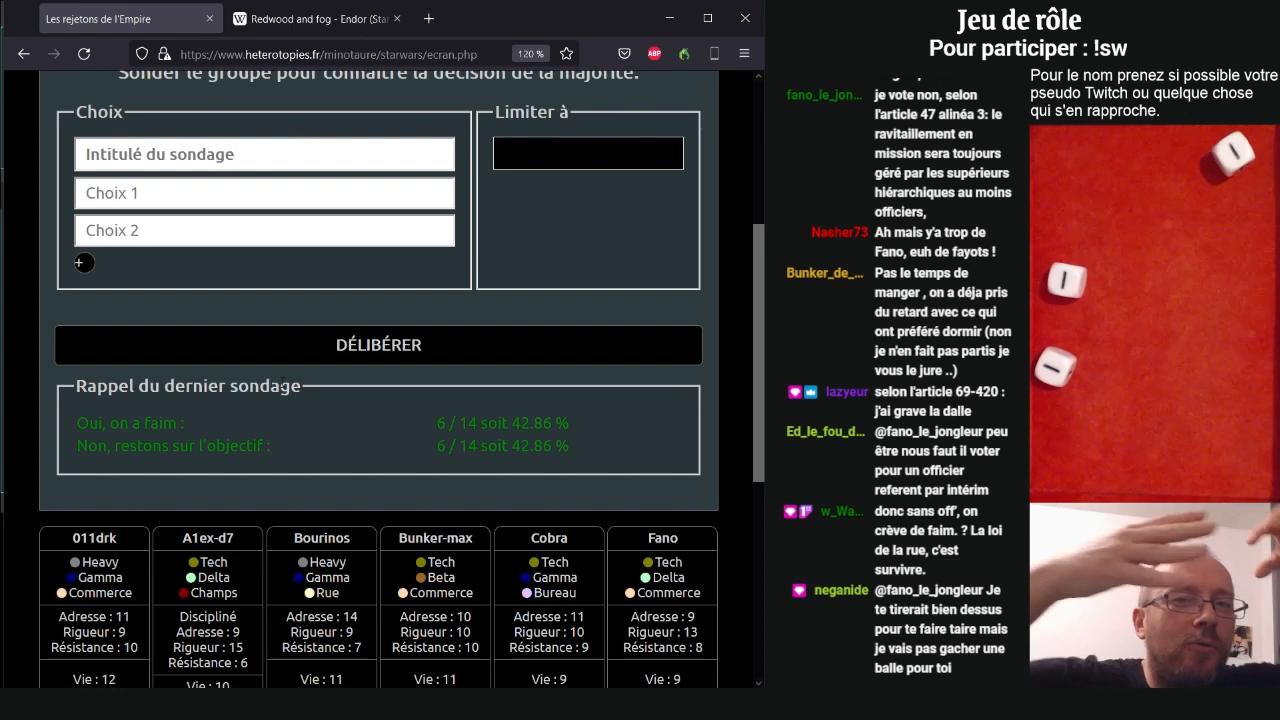 Les rejetons de l'Empire
Redwood and fog - Endor (Star
https://www.heterotopies.fr/minotaure/starwars/ecran.php
120 %
ABP
Sonder le groupe pour connaître la décision de la majorité.
Choix
Limiter à
Intitulé du sondage
Choix 1
Choix 2
+
DÉLIBÉRER
Rappel du dernier sondage
Oui, on a faim : 6 / 14 soit 42.86 %
Non, restons sur l'objectif : 6 / 14 soit 42.86 %
011drk
Heavy
Gamma
Commerce
Adresse : 11
Rigueur : 9
Résistance : 10
Vie : 12
A1ex-d7
Tech
Delta
Champs
Discipliné
Adresse : 9
Rigueur : 15
Résistance : 6
Vie : 10
Bourinos
Heavy
Gamma
Rue
Adresse : 14
Rigueur : 9
Résistance : 7
Vie : 11
Bunker-max
Tech
Beta
Commerce
Adresse : 10
Rigueur : 10
Résistance : 10
Vie : 11
Cobra
Tech
Gamma
Bureau
Adresse : 11
Rigueur : 10
Résistance : 9
Vie : 9
Fano
Tech
Delta
Commerce
Adresse : 9
Rigueur : 13
Résistance : 8
Vie : 9
Jeu de rôle
Pour participer : !sw
fano_le_jon... je vote non, selon
l'article 47 alinéa 3: le
ravitaillement en
mission sera toujours
géré par les supérieurs
hiérarchiques au moins
officiers,
Nasher73 Ah mais y'a trop de
Fano, euh de fayots !
Bunker_de_... Pas le temps de
manger , on a déja pris
du retard avec ce qui
ont préféré dormir (non
je n'en fait pas partis je
vous le jure ..)
lazyeur selon l'article 69-420 :
j'ai grave la dalle
Ed_le_fou_d... @fano_le_jongleur peu
être nous faut il voter
pour un officier
referent par intérim
w_Wa... donc sans off', on
crève de faim. ? La loi
de la rue, c'est
survivre.
neganide @fano_le_jongleur Je
te tirerait bien dessus
pour te faire taire mais
je vais pas gacher une
balle pour toi
Pour le nom prenez si possible votre
pseudo Twitch ou quelque chose
qui s'en rapproche.